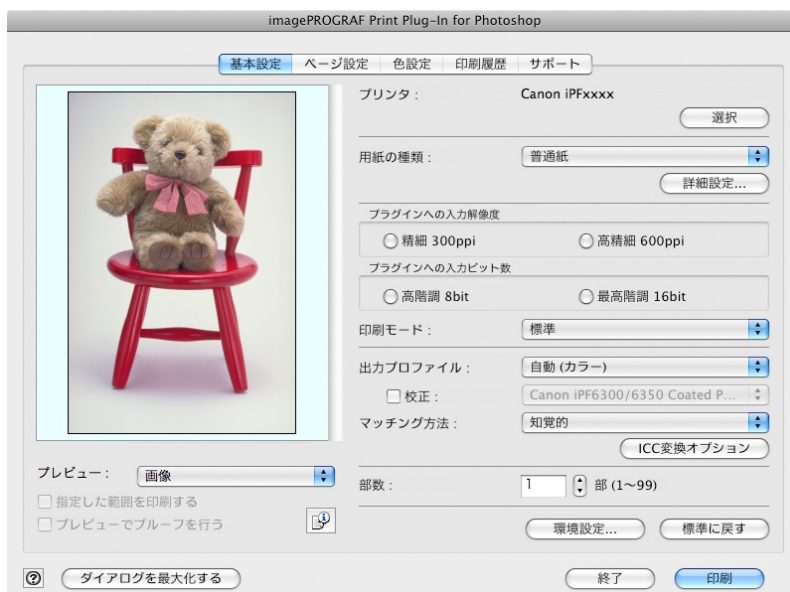 imagePROGRAF Print Plug-In for Photoshop
基本設定 ページ設定 色設定 印刷履歴 サポート
プリンタ : Canon iPFxxxx
選択
用紙の種類 : 普通紙
詳細設定...
プラグインへの入力解像度
精細 300ppi 高精細 600ppi
プラグインへの入力ビット数
高階調 8bit 最高階調 16bit
印刷モード : 標準
出力プロファイル : 自動 (カラー)
校正 : Canon iPF6300/6350 Coated P...
マッチング方法 : 知覚的
ICC変換オプション
プレビュー : 画像
指定した範囲を印刷する
プレビューでプルーフを行う
部数 : 1 部 (1～99)
環境設定... 標準に戻す
? ダイアログを最大化する 終了 印刷